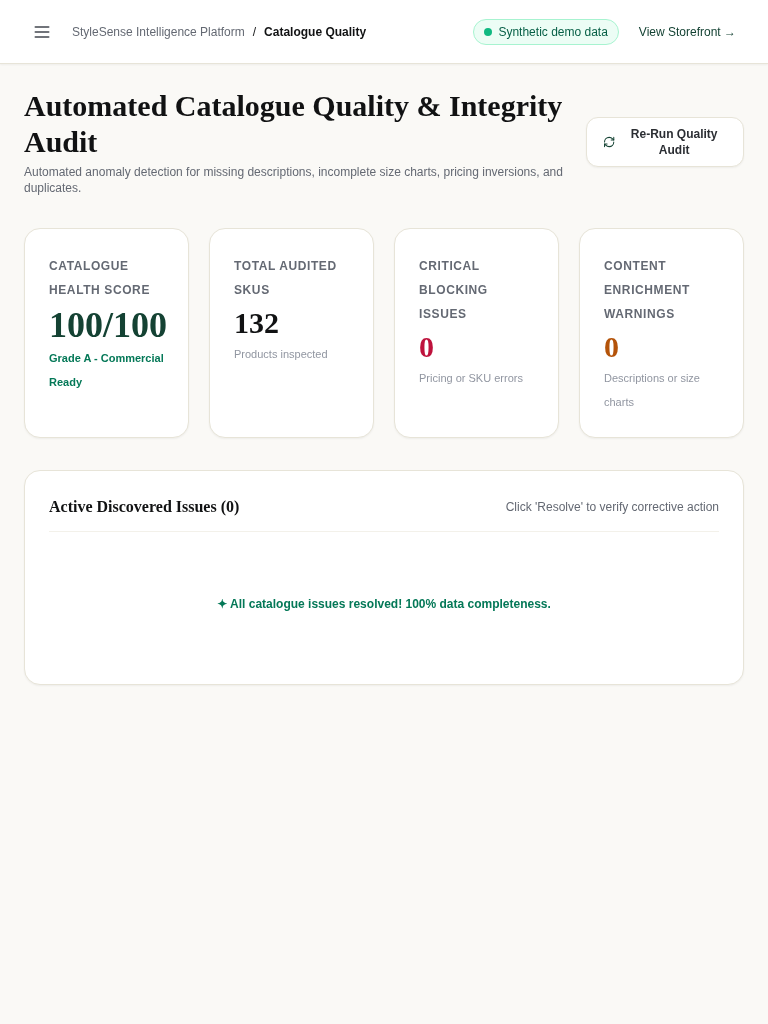 StyleSense Intelligence Platform / Catalogue Quality
Synthetic demo data
View Storefront →
Automated Catalogue Quality & Integrity
Audit
Automated anomaly detection for missing descriptions, incomplete size charts, pricing inversions, and
duplicates.
Re-Run Quality
Audit
CATALOGUE
HEALTH SCORE
100/100
Grade A - Commercial
Ready
TOTAL AUDITED
SKUS
132
Products inspected
CRITICAL
BLOCKING
ISSUES
0
Pricing or SKU errors
CONTENT
ENRICHMENT
WARNINGS
0
Descriptions or size
charts
Active Discovered Issues (0)
Click 'Resolve' to verify corrective action
✦ All catalogue issues resolved! 100% data completeness.